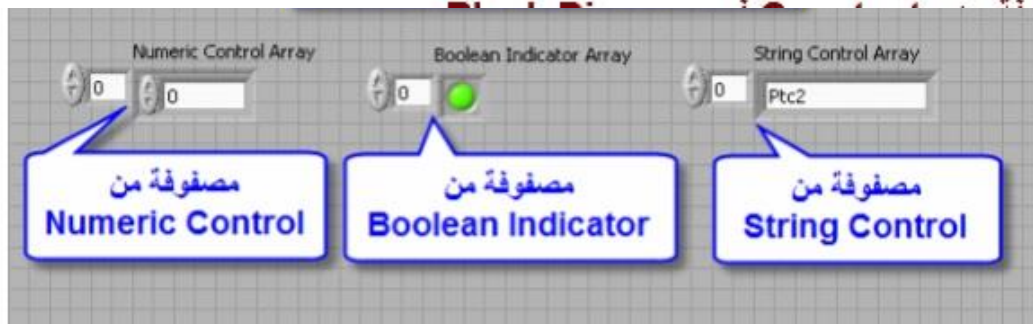 Numeric Control Array
0
0
مصفوفة من
Numeric Control
Boolean Indicator Array
0
مصفوفة من
Boolean Indicator
String Control Array
0
Ptc2
مصفوفة من
String Control